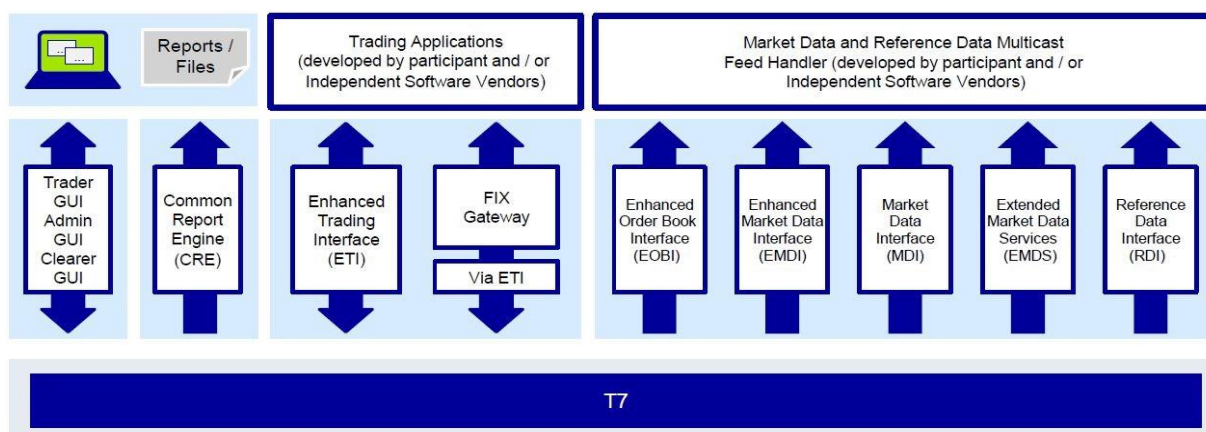 Reports /
Files
Trading Applications
(developed by participant and / or
Independent Software Vendors)
Market Data and Reference Data Multicast
Feed Handler (developed by participant and / or
Independent Software Vendors)
Trader
GUI
Admin
GUI
Clearer
GUI
Common
Report
Engine
(CRE)
Enhanced
Trading
Interface
(ETI)
FIX
Gateway
Via ETI
Enhanced
Order Book
Interface
(EOBI)
Enhanced
Market Data
Interface
(EMDI)
Market
Data
Interface
(MDI)
Extended
Market Data
Services
(EMDS)
Reference
Data
Interface
(RDI)
T7